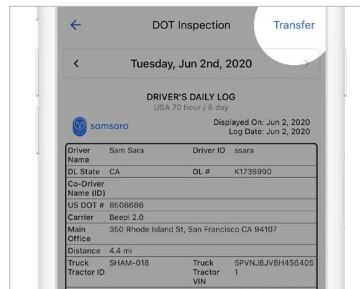 DOT Inspection
Transfer
Tuesday, Jun 2nd, 2020
DRIVER'S DAILY LOG
USA 70 hour / 8 day
samsara
Displayed On: Jun 2, 2020
Log Date: Jun 2, 2020
Driver Name Sam Sara Driver ID ssara
DL State CA DL # K1735990
Co-Driver Name (ID)
US DOT # 8508686
Carrier Beepi 2.0
Main Office 350 Rhode Island St, San Francisco CA 94107
Distance 4.4 mi
Truck Tractor ID SHAM-018 Truck Tractor VIN 5PVNJ8JVBH4S64051